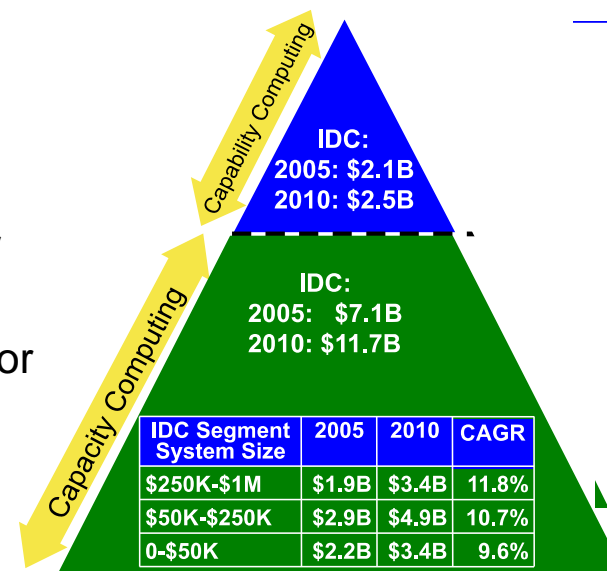 Capability Computing
IDC:
2005: $2.1B
2010: $2.5B
Capacity Computing
IDC:
2005: $7.1B
2010: $11.7B
or
IDC Segment System Size 2005 2010 CAGR
$250K-$1M $1.9B $3.4B 11.8%
$50K-$250K $2.9B $4.9B 10.7%
0-$50K $2.2B $3.4B 9.6%